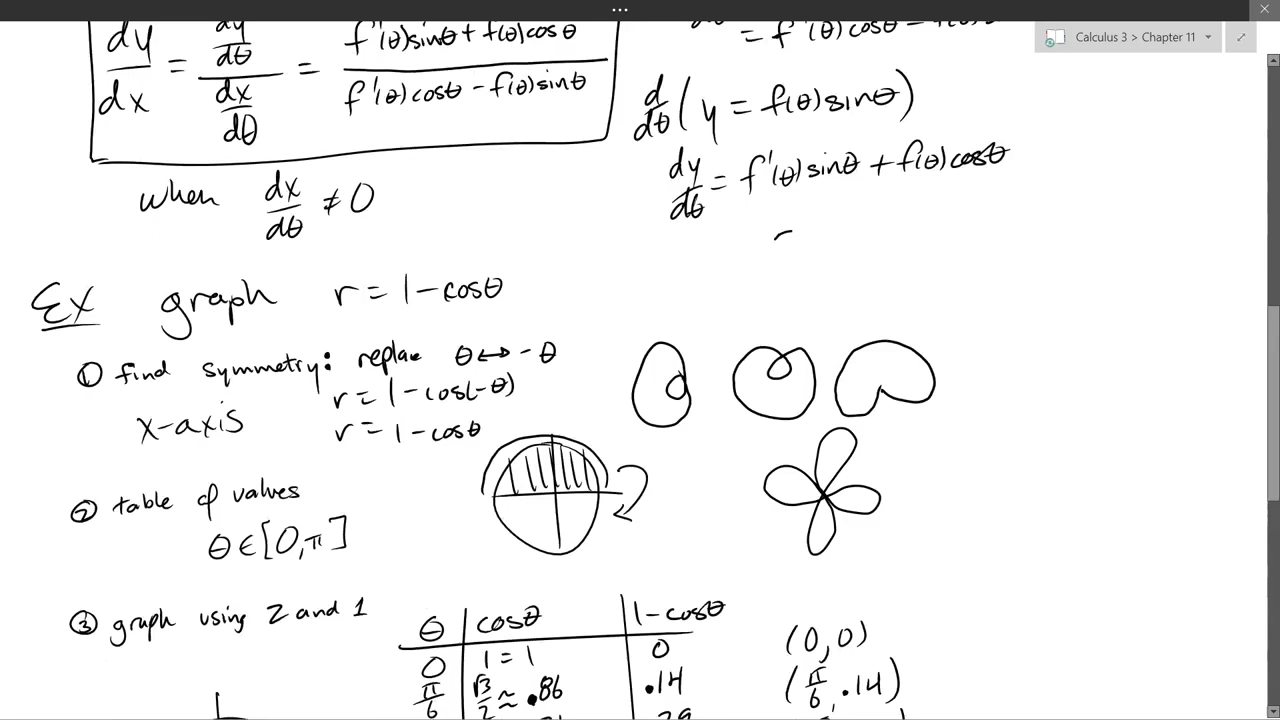 Calculus 3 > Chapter 11
dy/dx = (dy/dθ)/(dx/dθ) = (f'(θ)sinθ + f(θ)cosθ)/(f'(θ)cosθ - f(θ)sinθ)
when dx/dθ ≠ 0
= f'(θ)cosθ - f(θ)
d/dθ (y = f(θ)sinθ)
dy/dθ = f'(θ)sinθ + f(θ)cosθ
Ex graph r = 1-cosθ
① find symmetry: replace θ↔-θ
r = 1-cos(-θ)
x-axis
r = 1-cosθ
② table of values
θ∈[0,π]
③ graph using 2 and 1
θ cosθ 1-cosθ
0 1 = 1 0 (0,0)
π/6 √3/2 ≈ .86 .14 (π/6, .14)